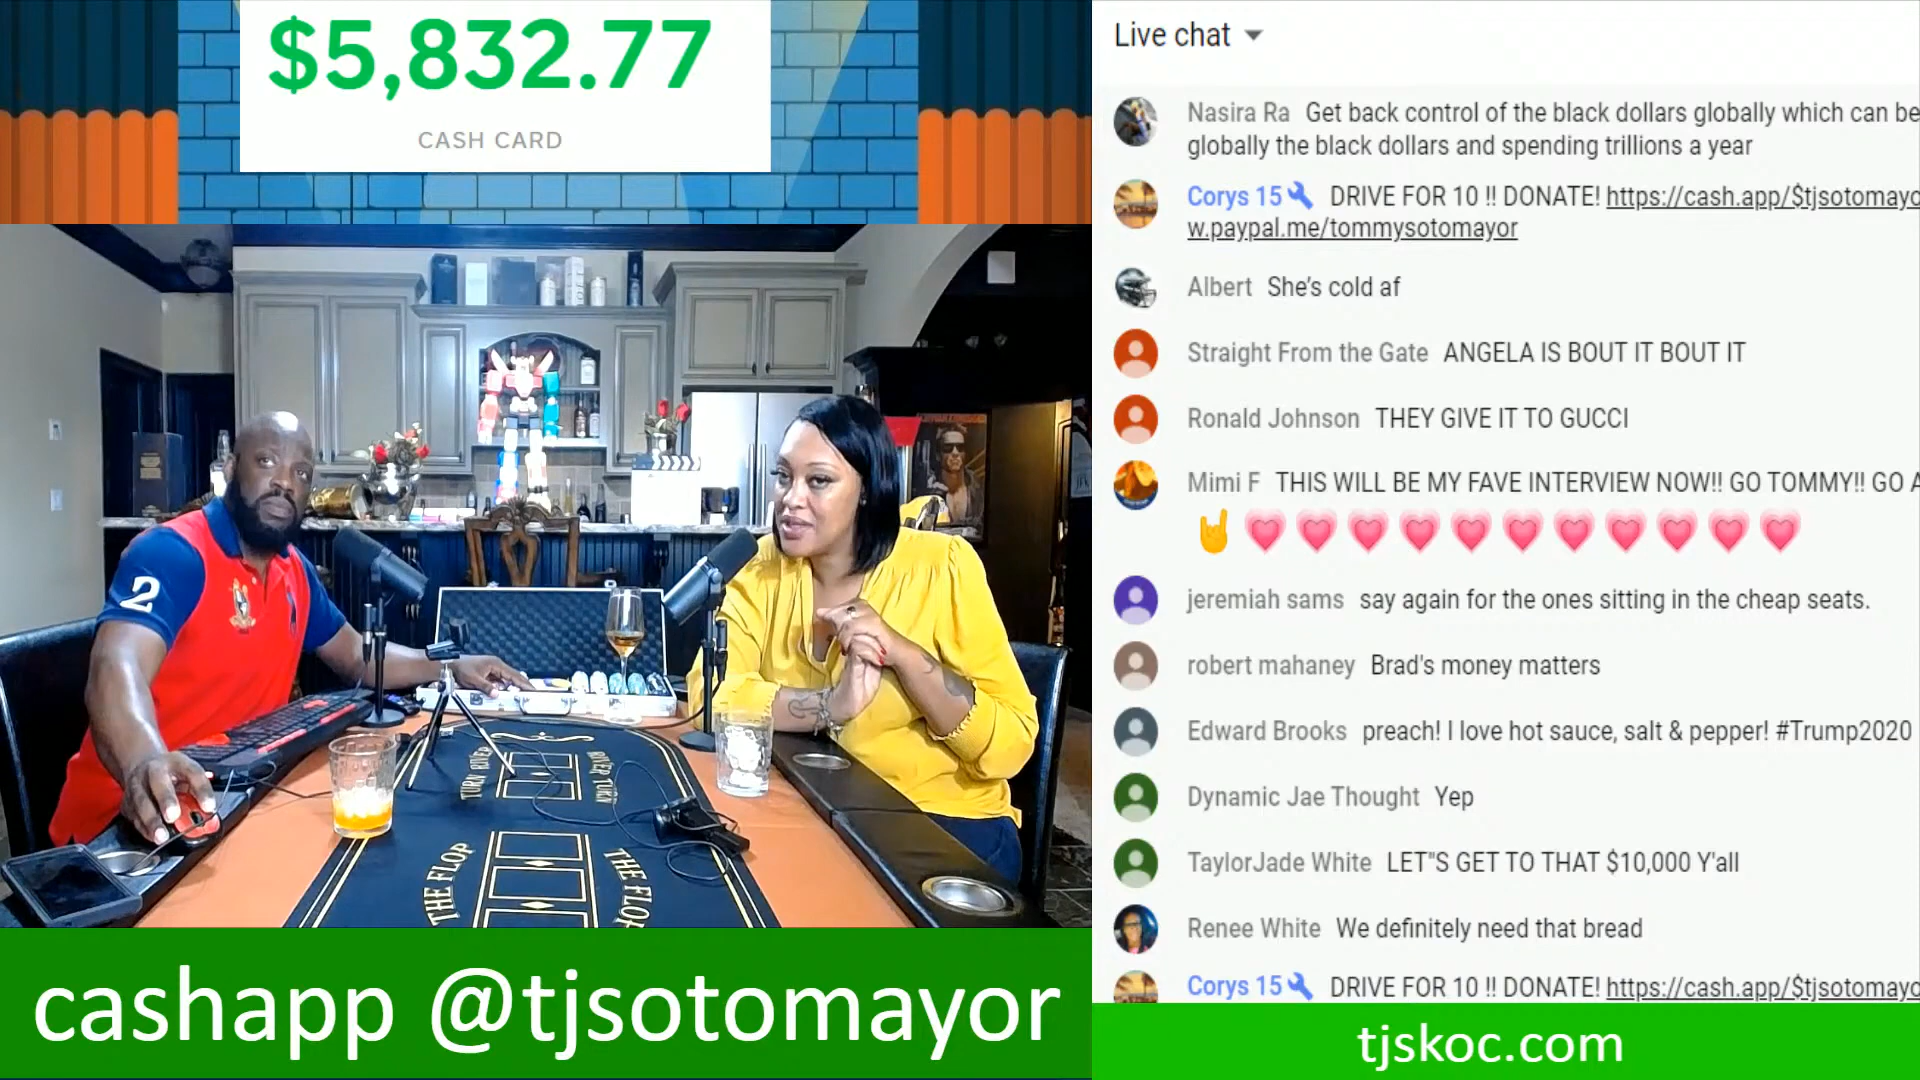 $5,832.77
CASH CARD
2
TURN RIVER
RIVER TURN
THE FLOP
THE FLOP
cashapp @tjsotomayor
Live chat
Nasira Ra Get back control of the black dollars globally which can be
globally the black dollars and spending trillions a year
Corys 15 DRIVE FOR 10 !! DONATE! https://cash.app/$tjsotomayo
w.paypal.me/tommysotomayor
Albert She's cold af
Straight From the Gate ANGELA IS BOUT IT BOUT IT
Ronald Johnson THEY GIVE IT TO GUCCI
Mimi F THIS WILL BE MY FAVE INTERVIEW NOW!! GO TOMMY!! GO A
jeremiah sams say again for the ones sitting in the cheap seats.
robert mahaney Brad's money matters
Edward Brooks preach! I love hot sauce, salt & pepper! #Trump2020
Dynamic Jae Thought Yep
TaylorJade White LET"S GET TO THAT $10,000 Y'all
Renee White We definitely need that bread
Corys 15 DRIVE FOR 10 !! DONATE! https://cash.app/$tjsotomayo
tjskoc.com